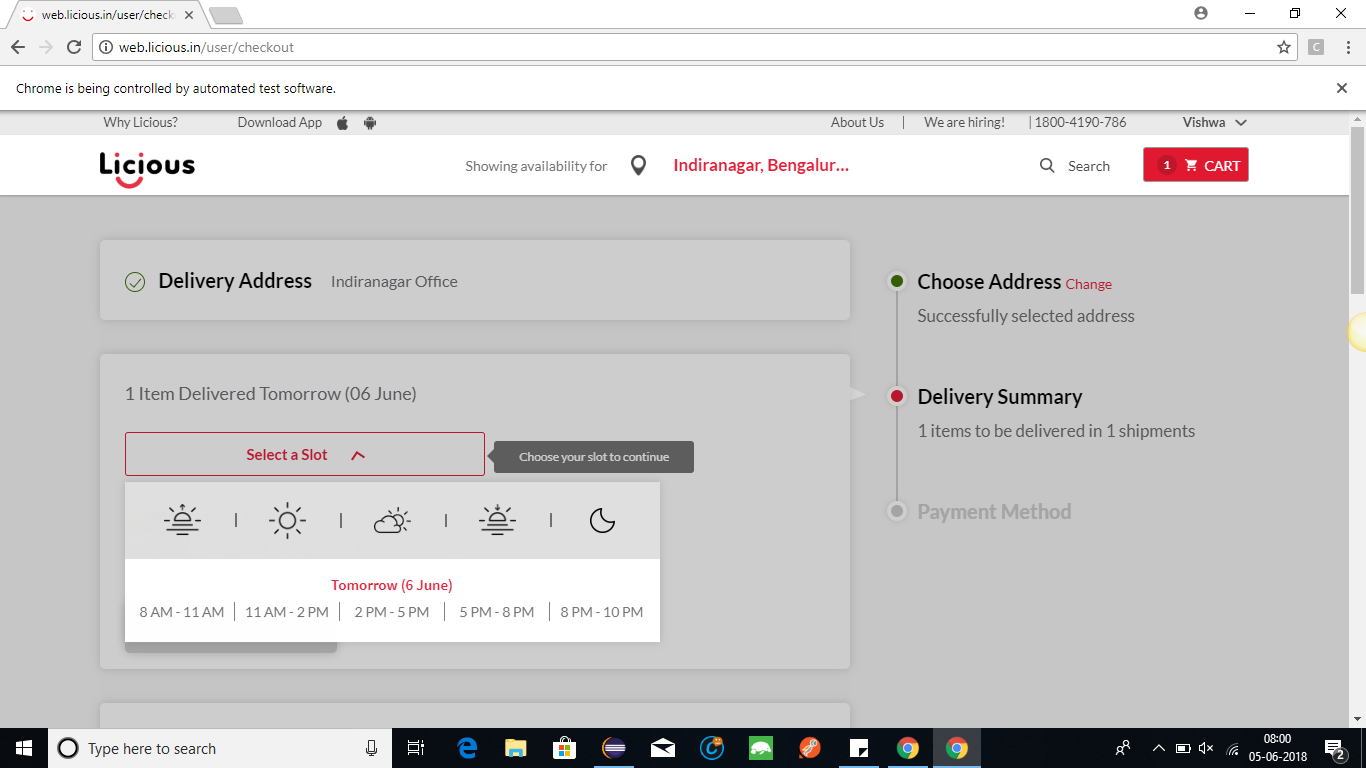 web.licious.in/user/check
web.licious.in/user/checkout
C
Chrome is being controlled by automated test software.
Why Licious? Download App About Us | We are hiring! | 1800-4190-786 Vishwa
Licious Showing availability for Indiranagar, Bengalur... Search 1 CART
Delivery Address Indiranagar Office
Choose Address Change
Successfully selected address
1 Item Delivered Tomorrow (06 June)
Delivery Summary
1 items to be delivered in 1 shipments
Select a Slot Choose your slot to continue
Payment Method
Tomorrow (6 June)
8 AM - 11 AM | 11 AM - 2 PM | 2 PM - 5 PM | 5 PM - 8 PM | 8 PM - 10 PM
Type here to search
08:00
05-06-2018
2